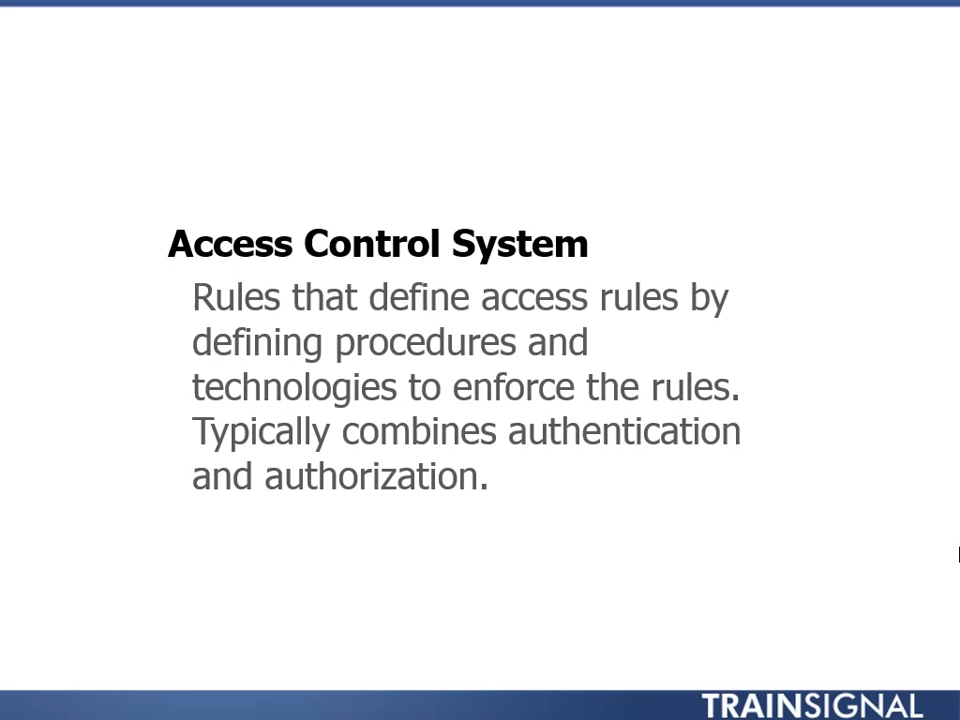 Access Control System
Rules that define access rules by
defining procedures and
technologies to enforce the rules.
Typically combines authentication
and authorization.
TRAINSIGNAL